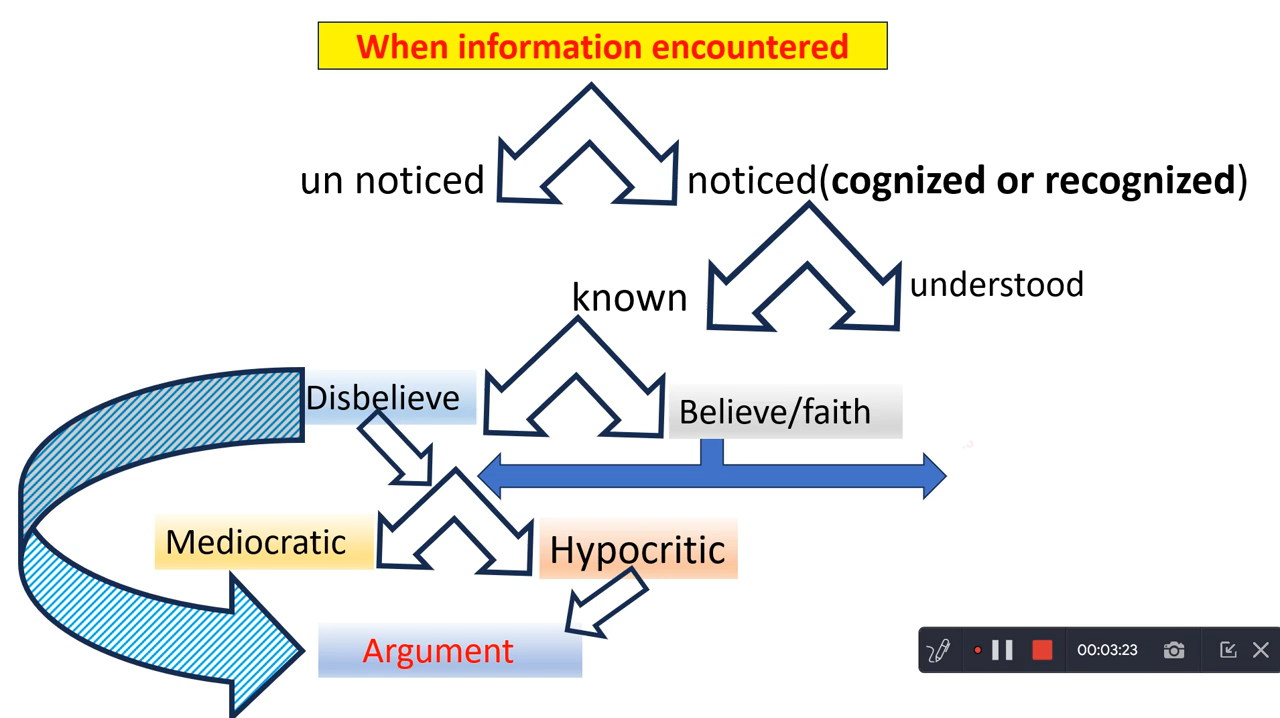 When information encountered
un noticed
noticed(cognized or recognized)
understood
known
Disbelieve
Believe/faith
Mediocratic
Hypocritic
Argument
00:03:23